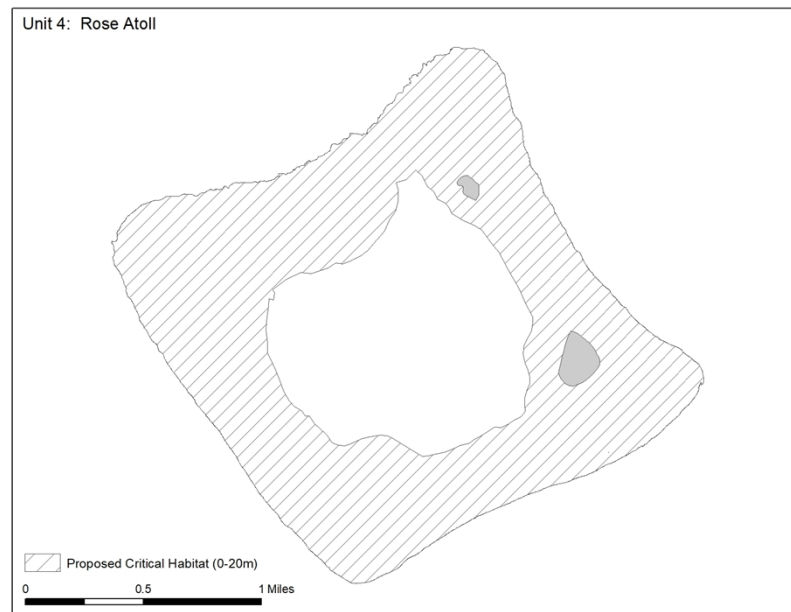 Unit 4:  Rose Atoll
Proposed Critical Habitat (0-20m)
0 0.5 1 Miles